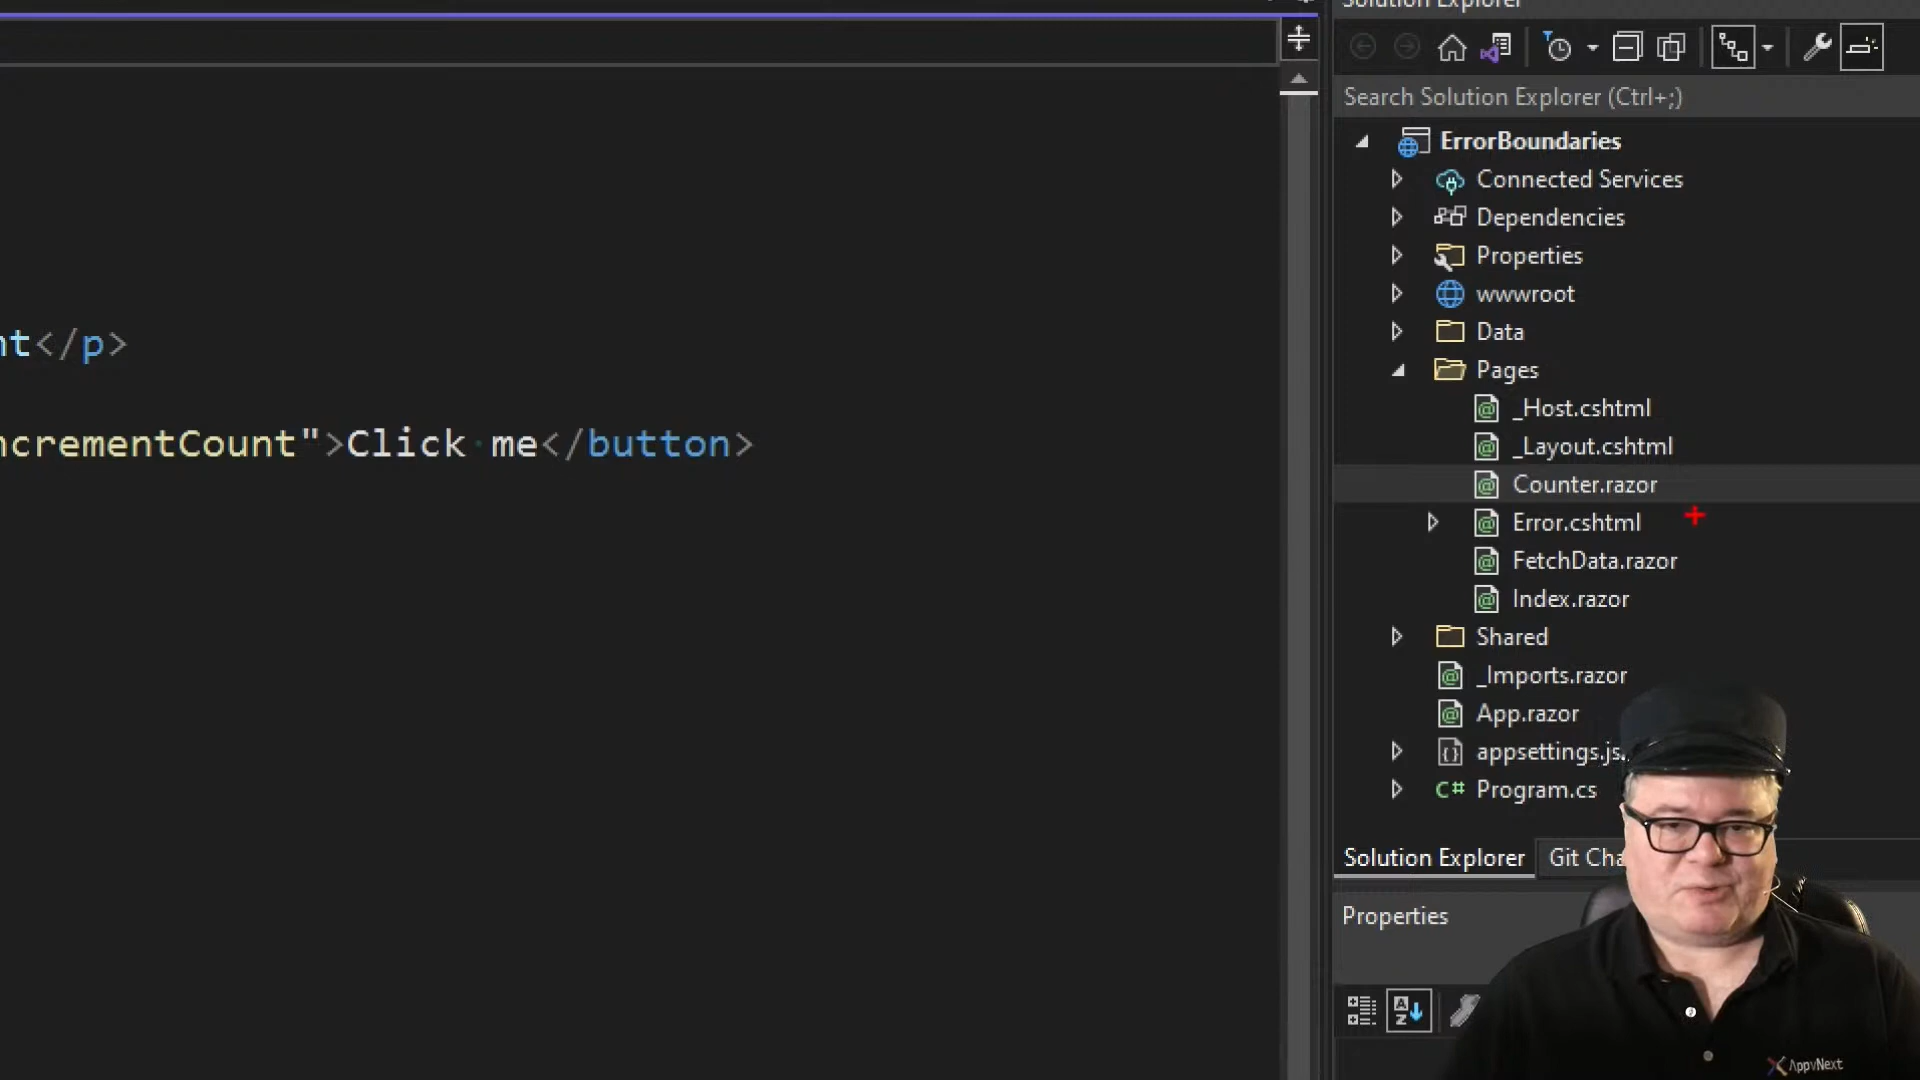 Solution Explorer
Search Solution Explorer (Ctrl+;)
ErrorBoundaries
Connected Services
Dependencies
Properties
wwwroot
Data
nt</p>
Pages
_Host.cshtml
ncrementCount">Click me</button>
_Layout.cshtml
Counter.razor
Error.cshtml
FetchData.razor
Index.razor
Shared
_Imports.razor
App.razor
appsettings.js
C# Program.cs
Solution Explorer
Git Cha
Properties
AppvNext